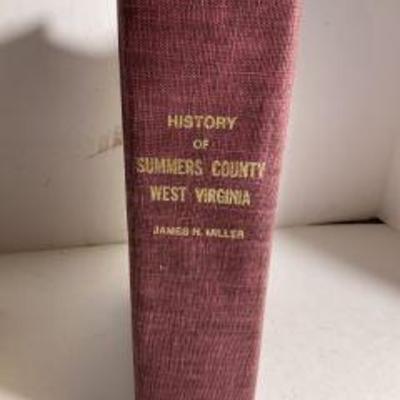 HISTORY
OF
SUMMERS COUNTY
WEST VIRGINIA
JAMES H. MILLER